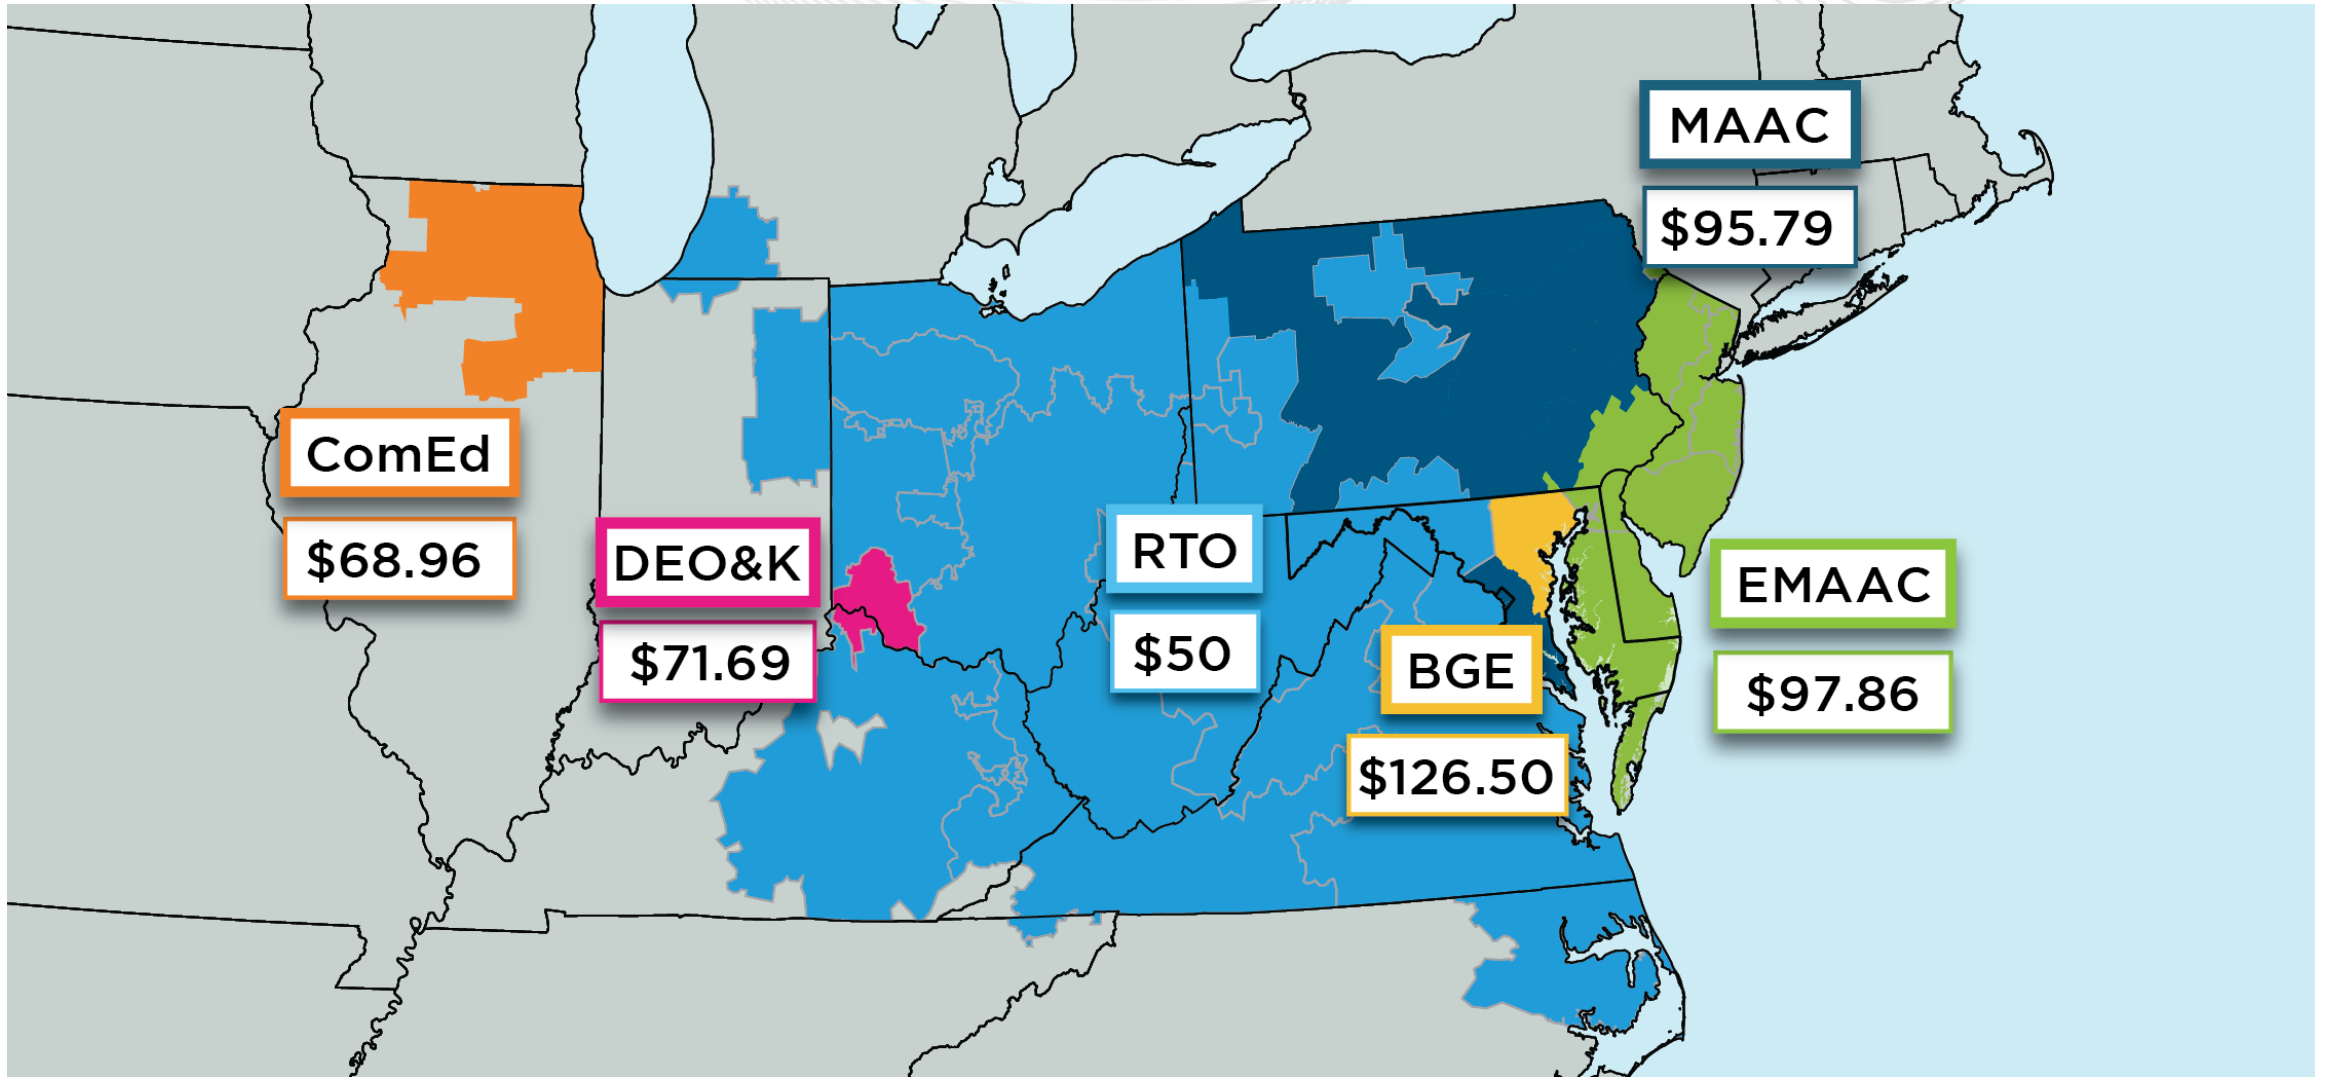 MAAC
$95.79
ComEd
$68.96
DEO&K
$71.69
RTO
$50
BGE
$126.50
EMAAC
$97.86